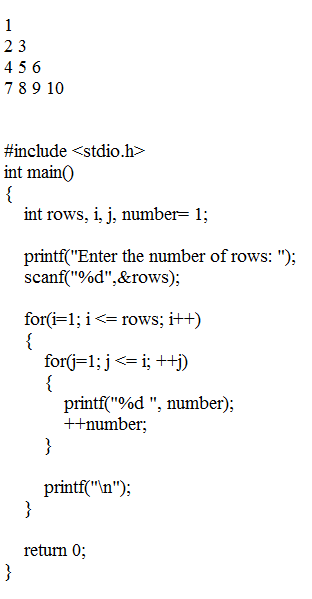 1
2 3
4 5 6
7 8 9 10
#include <stdio.h>
int main()
{
int rows, i, j, number= 1;
printf("Enter the number of rows: ");
scanf("%d",&rows);
for(i=1; i <= rows; i++)
{
for(j=1; j <= i; ++j)
{
printf("%d ", number);
++number;
}
printf("\n");
}
return 0;
}